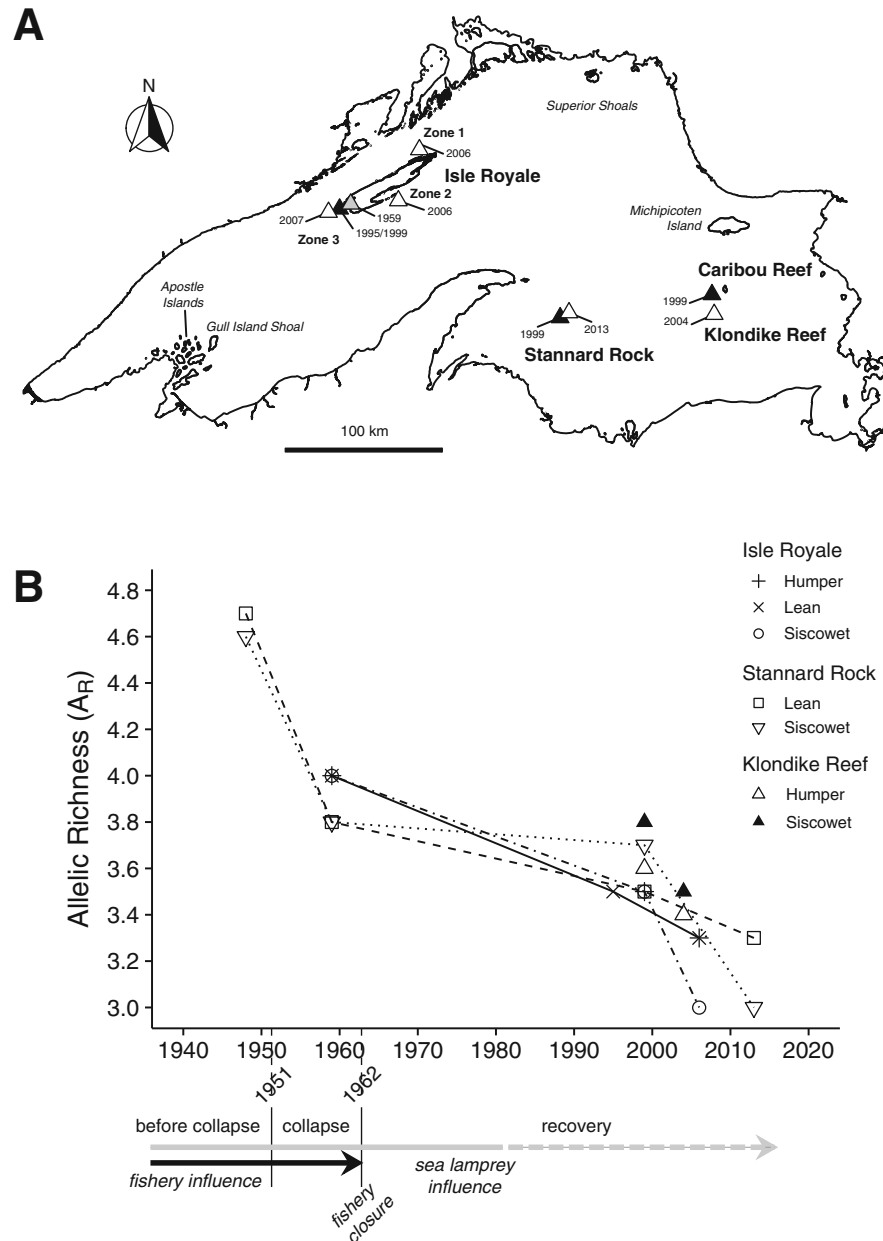 A
N
Superior Shoals
Zone 1
2006
Isle Royale
Zone 2
2006
2007
1959
1995/1999
Zone 3
Michipicoten
Island
Caribou Reef
1999
2004
Klondike Reef
Apostle
Islands
Gull Island Shoal
1999
2013
Stannard Rock
100 km
B
Isle Royale
Humper
Lean
Siscowet
Stannard Rock
Lean
Siscowet
Klondike Reef
Humper
Siscowet
Allelic Richness (AR)
4.8
4.6
4.4
4.2
4.0
3.8
3.6
3.4
3.2
3.0
1940 1950 1960 1970 1980 1990 2000 2010 2020
1951
1962
before collapse
collapse
recovery
fishery influence
fishery
closure
sea lamprey
influence